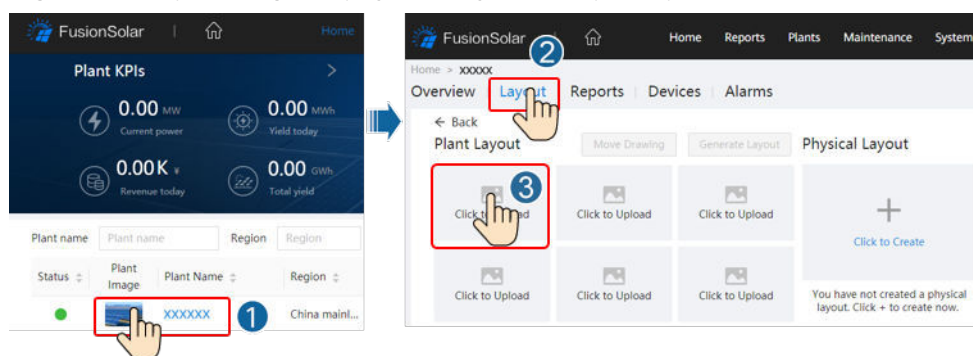 FusionSolar
Home
Plant KPIs
>
0.00 MW
Current power
0.00 MWh
Yield today
0.00K ¥
Revenue today
0.00 GWh
Total yield
Plant name
Plant name
Region
Region
Status
Plant Image
Plant Name
Region
XXXXXX
1
China mainl...
FusionSolar
2
Home
Reports
Plants
Maintenance
System
Home > XXXXX
Overview
Layout
Reports
Devices
Alarms
← Back
Plant Layout
Move Drawing
Generate Layout
Physical Layout
3
Click to Upload
Click to Upload
Click to Upload
+
Click to Create
Click to Upload
Click to Upload
Click to Upload
You have not created a physical
layout. Click + to create now.